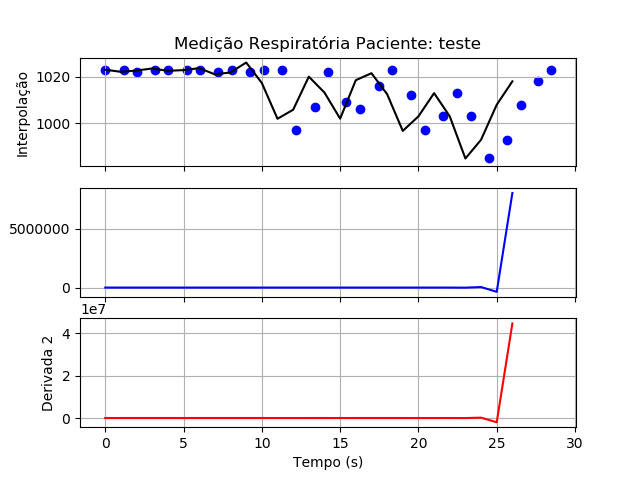 Medição Respiratória Paciente: teste
1020
1000
Interpolação
5000000
0
1e7
4
2
0
Derivada 2
0 5 10 15 20 25 30
Tempo (s)